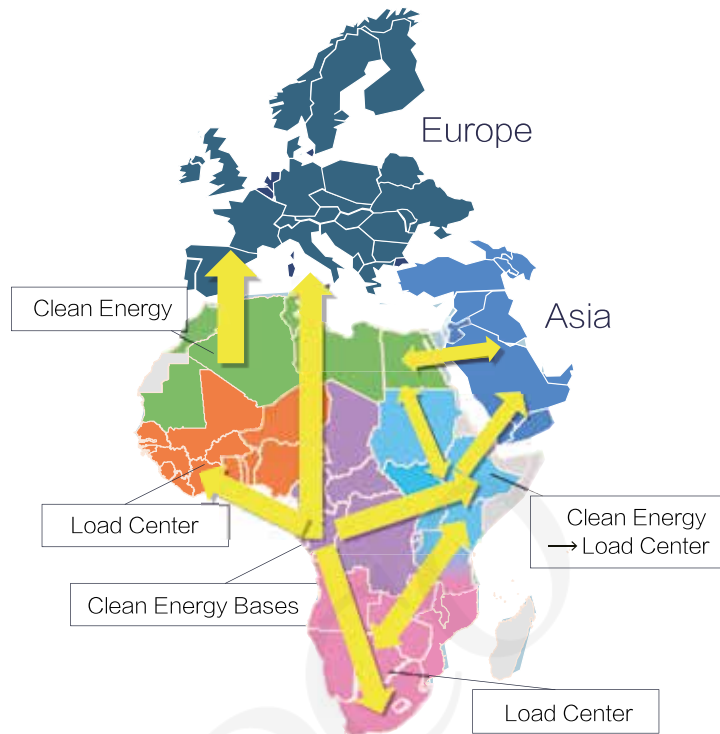 Europe
Asia
Clean Energy
Load Center
Clean Energy
→ Load Center
Clean Energy Bases
Load Center